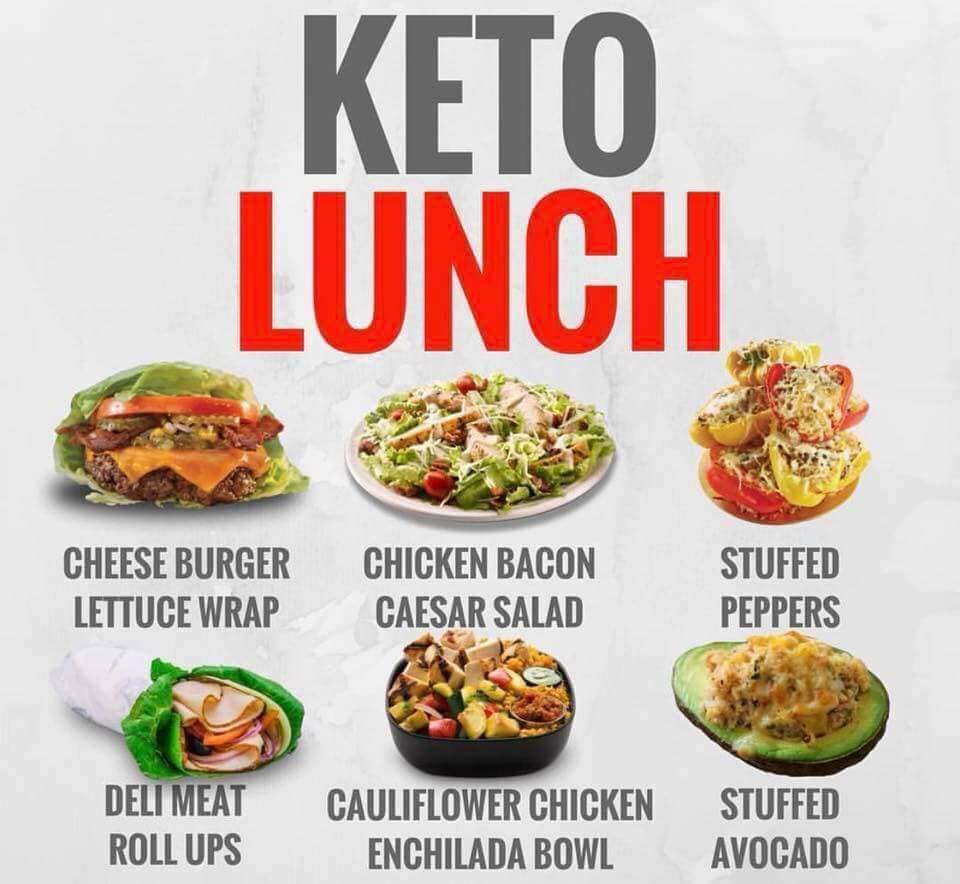 KETO
LUNCH
CHEESE BURGER
LETTUCE WRAP
CHICKEN BACON
CAESAR SALAD
STUFFED
PEPPERS
DELI MEAT
ROLL UPS
CAULIFLOWER CHICKEN
ENCHILADA BOWL
STUFFED
AVOCADO